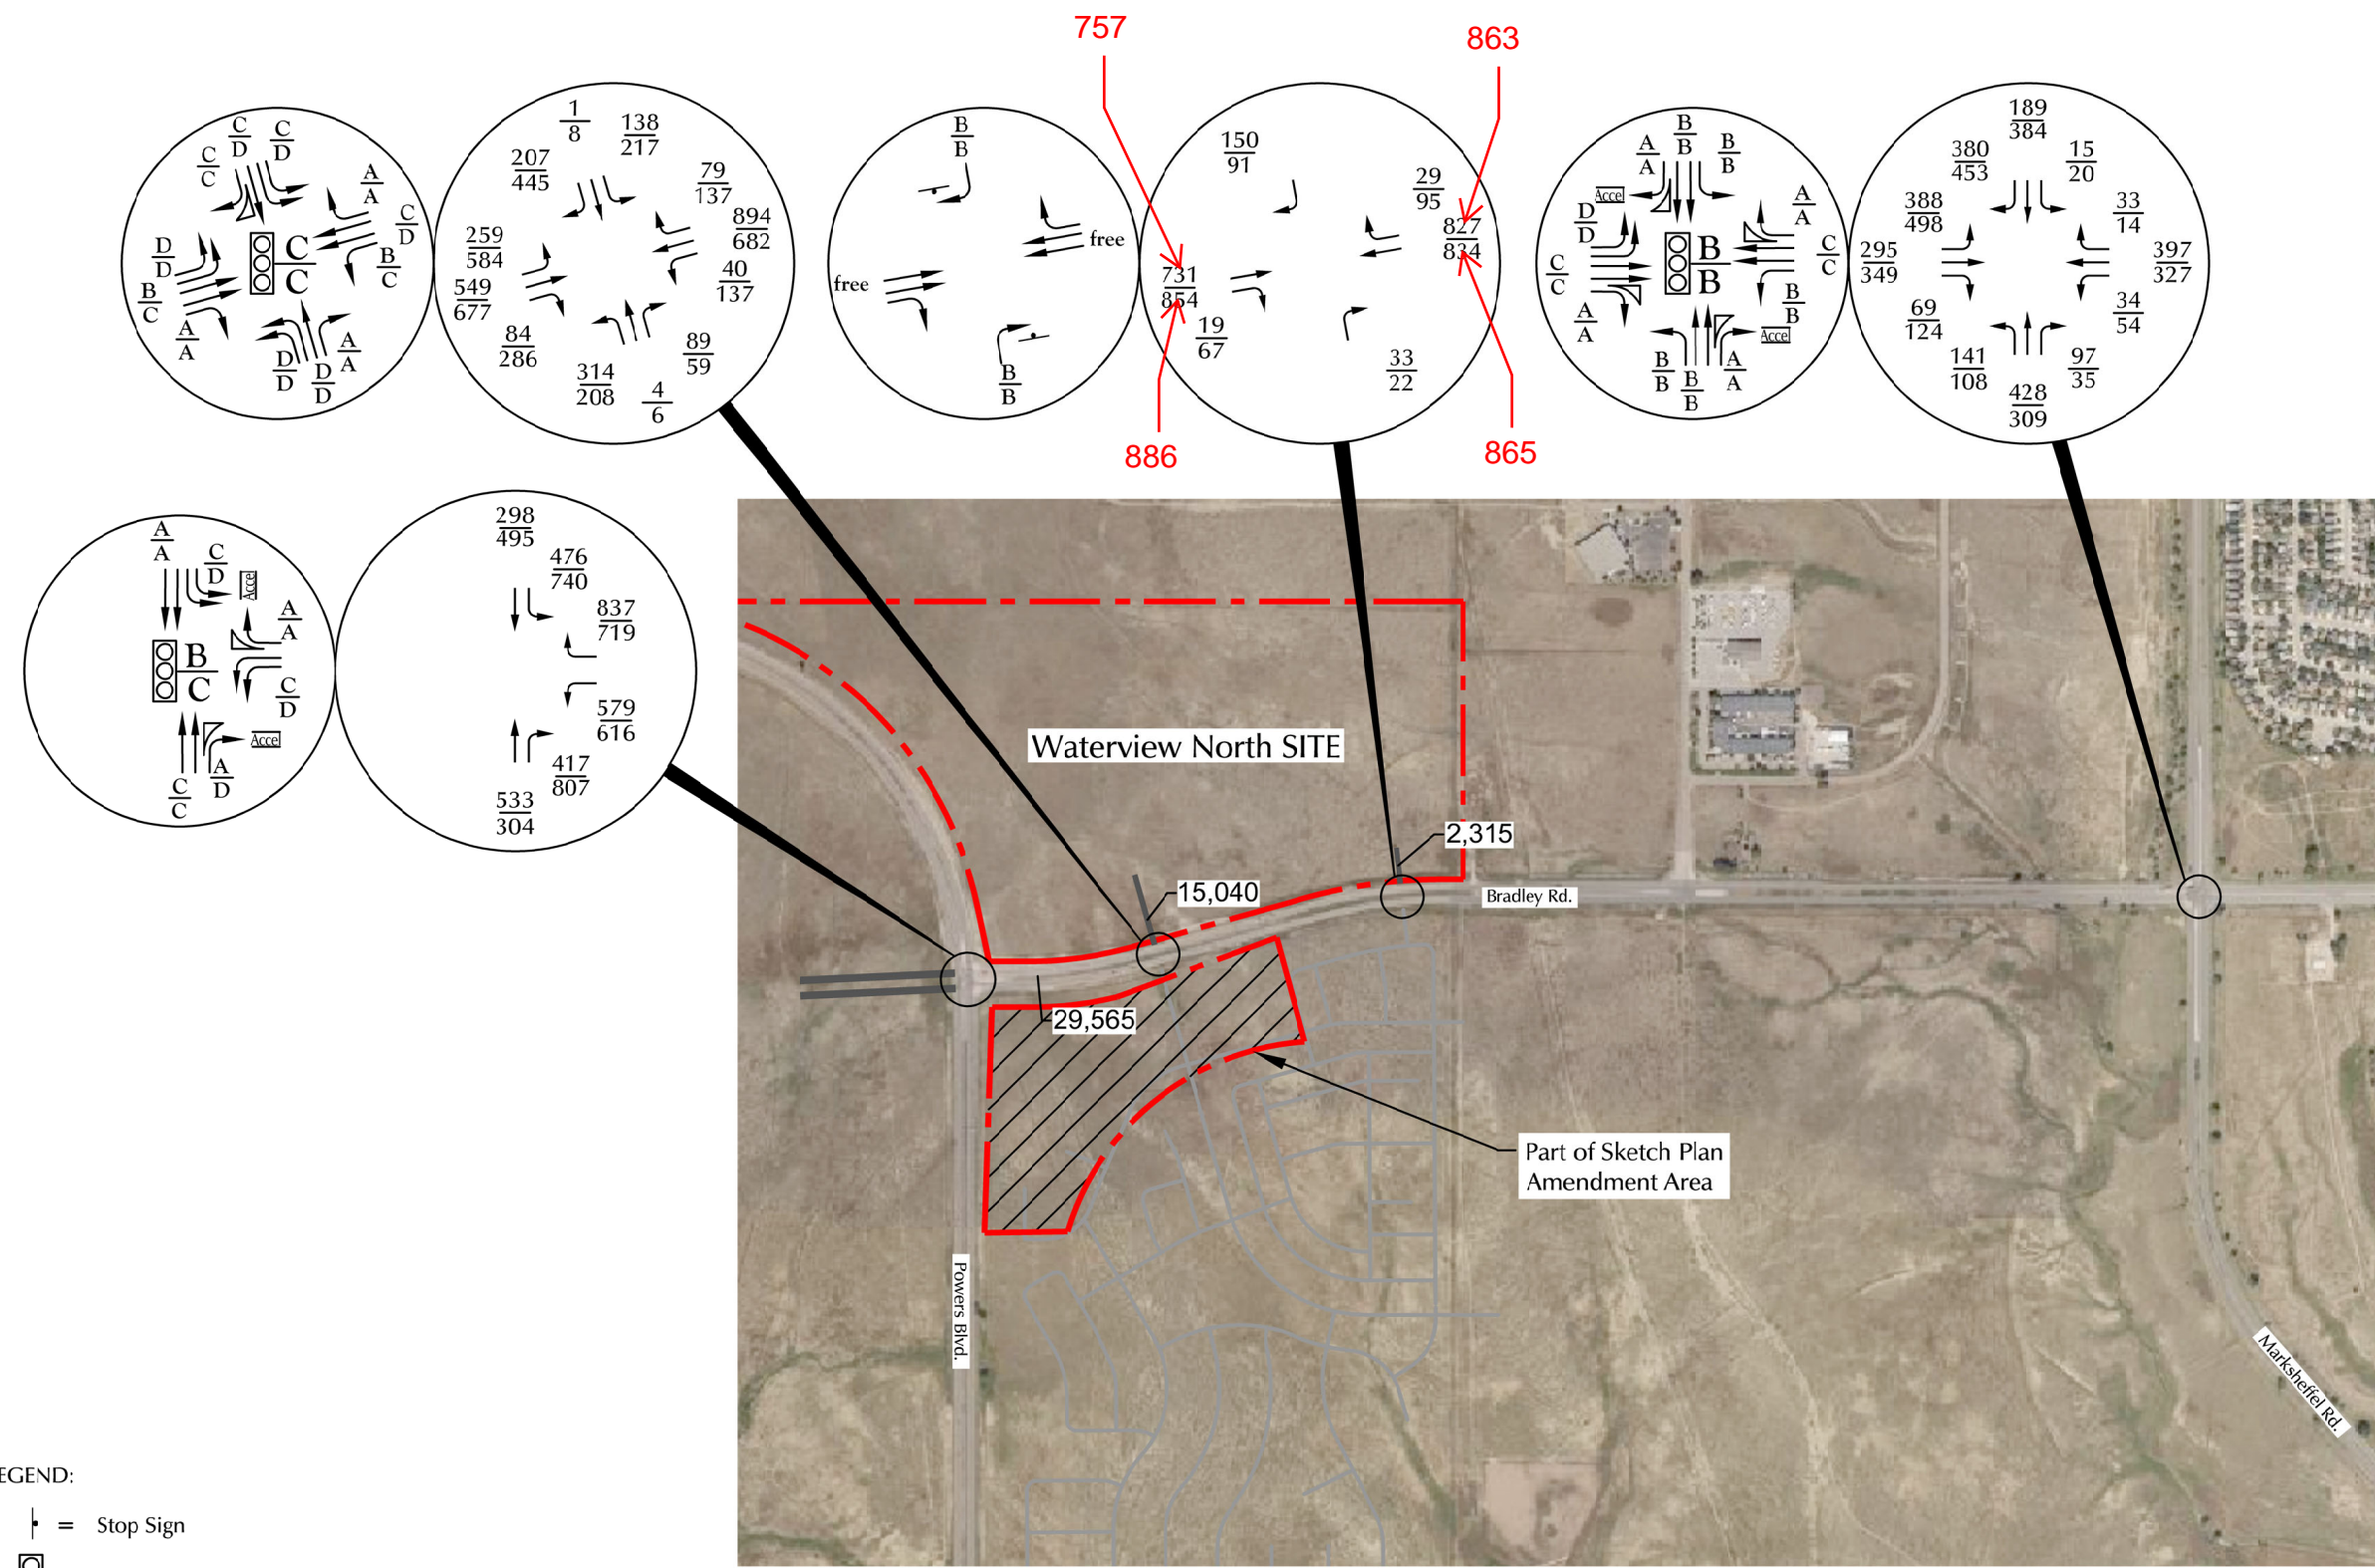 757
863
C
D
C
D
C
C
A
A
C
D
B
C
D
D
B
C
A
A
C
C
D
D
D
D
A
A
1
8
138
217
207
445
79
137
894
682
259
584
40
137
549
677
84
286
89
59
314
208
4
6
B
B
free
free
B
B
150
91
29
95
827
834
731
854
19
67
33
22
886
865
B
B
A
A
B
B
Accel
A
A
D
D
B
B
C
C
C
C
A
A
B
B
Accel
B
B
B
B
A
A
189
384
380
453
15
20
388
498
33
14
295
349
397
327
69
124
34
54
141
108
97
35
428
309
A
A
C
D
Accel
A
A
B
C
C
D
Accel
A
D
C
C
298
495
476
740
837
719
579
616
417
807
533
304
Waterview North SITE
2,315
15,040
Bradley Rd.
29,565
Part of Sketch Plan
Amendment Area
Powers Blvd.
Marksheffel Rd.
EGEND:
= Stop Sign